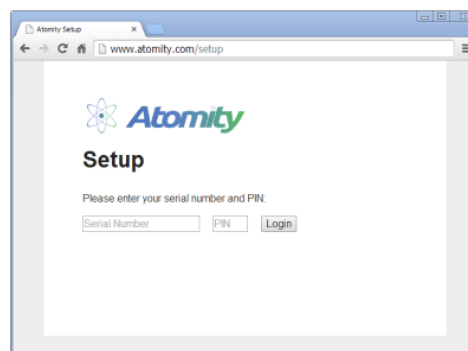 Atomity Setup
www.atomity.com/setup
Atomity
Setup
Please enter your serial number and PIN:
Serial Number PIN Login